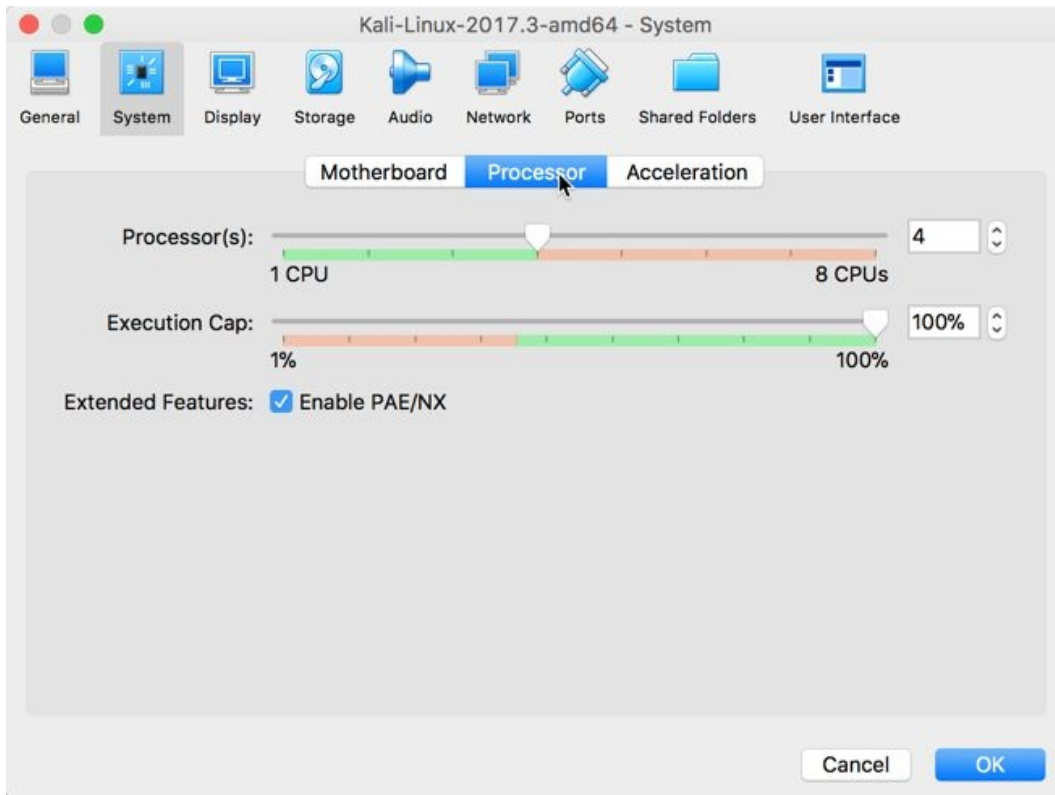 Kali-Linux-2017.3-amd64 - System
General System Display Storage Audio Network Ports Shared Folders User Interface
Motherboard Processor Acceleration
Processor(s): 4
1 CPU 8 CPUs
Execution Cap: 100%
1% 100%
Extended Features: Enable PAE/NX
Cancel OK